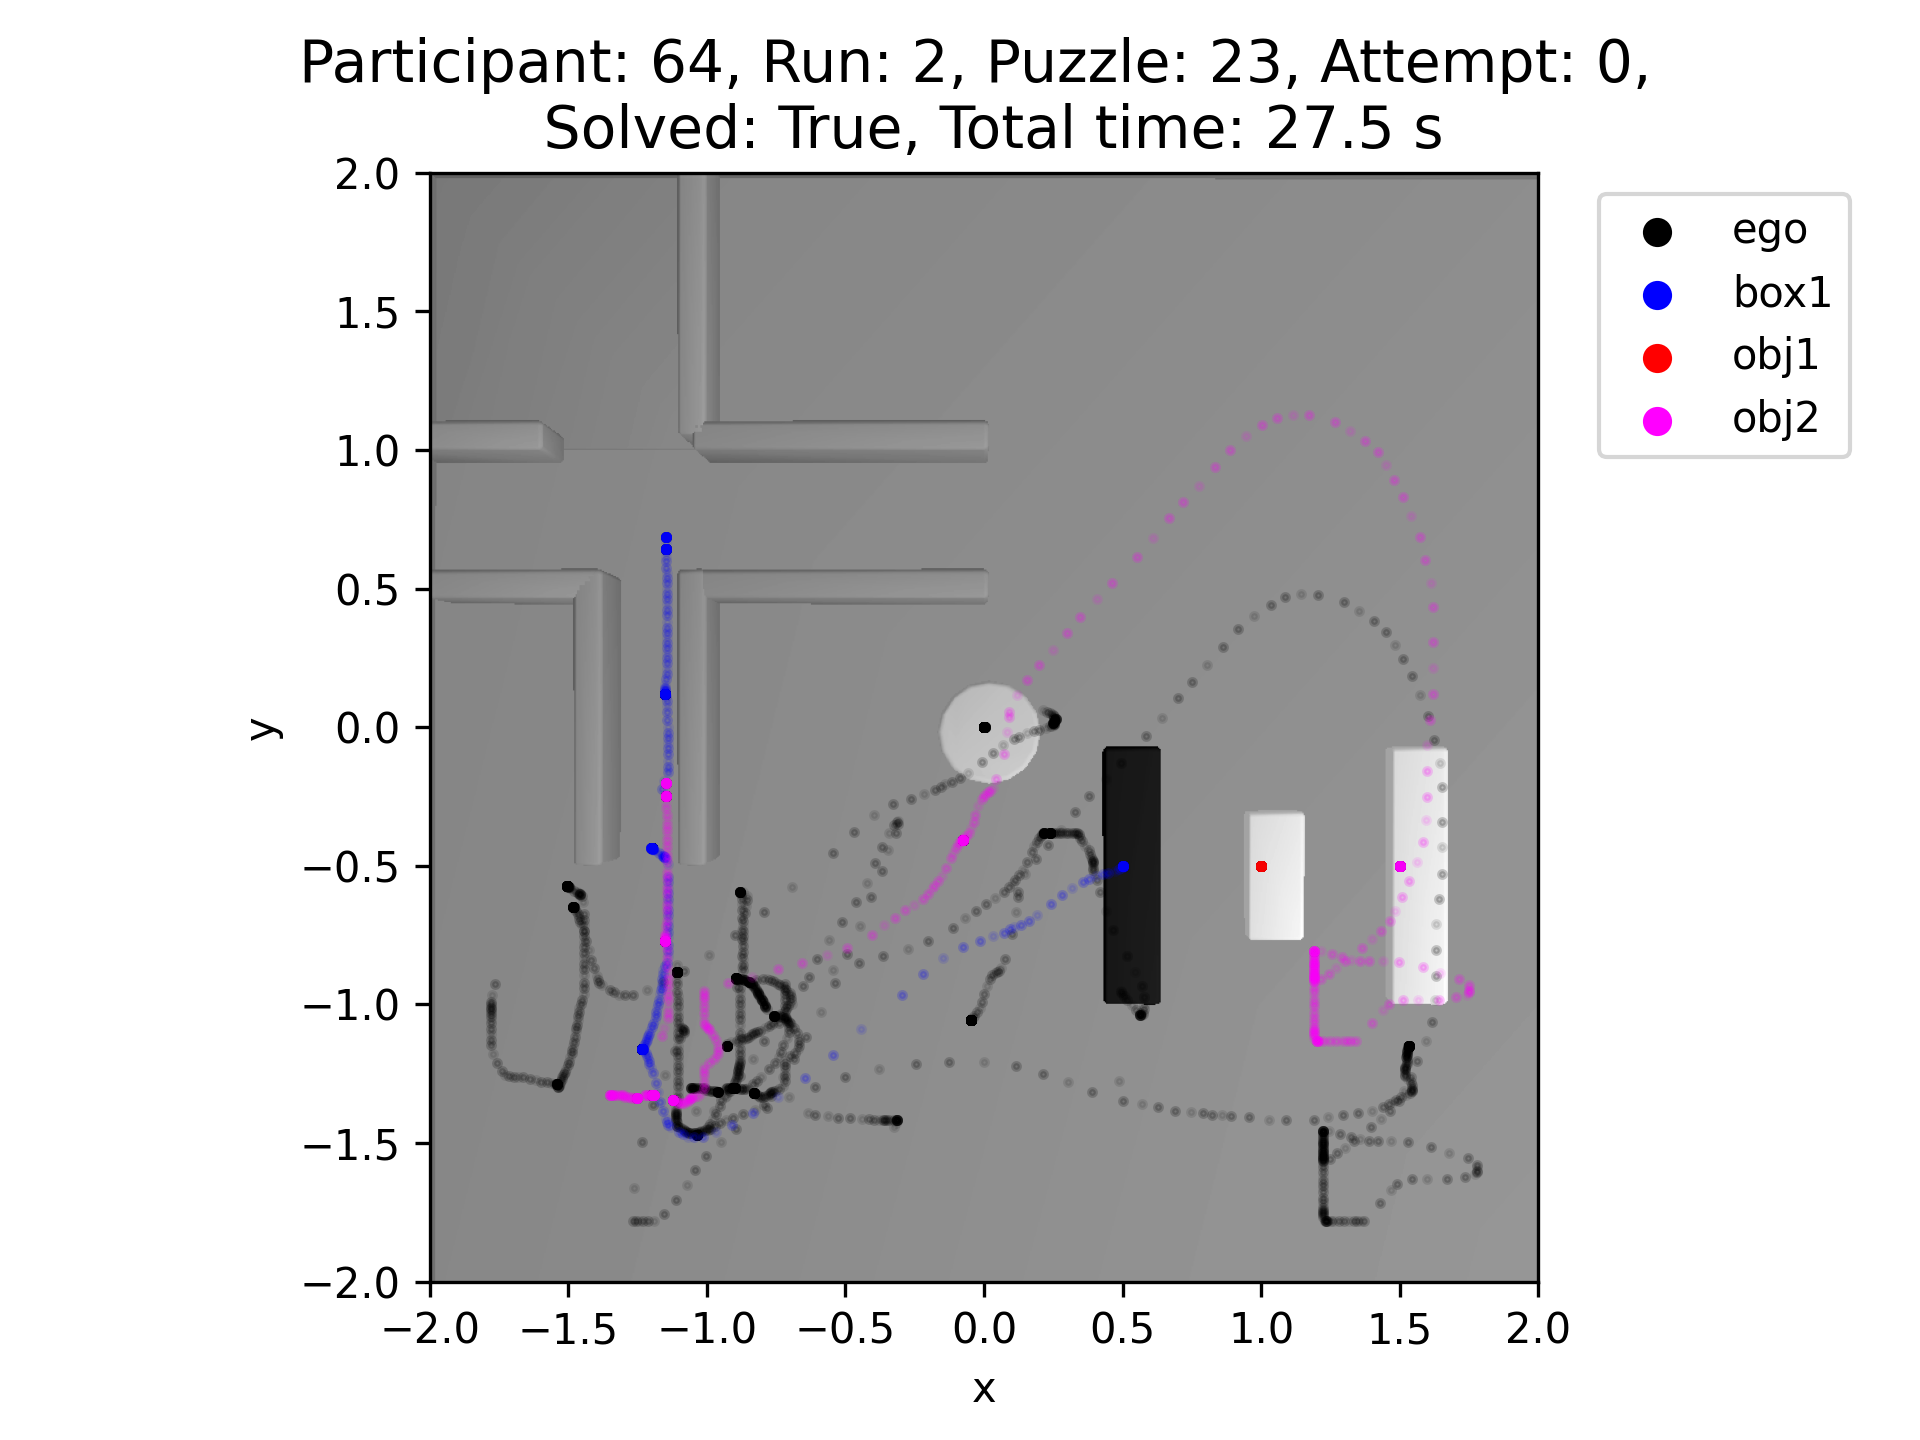 Participant: 64, Run: 2, Puzzle: 23, Attempt: 0,
Solved: True, Total time: 27.5 s
2.0
1.5
1.0
0.5
0.0
−0.5
−1.0
−1.5
−2.0
y
−2.0 −1.5 −1.0 −0.5 0.0 0.5 1.0 1.5 2.0
x
ego
box1
obj1
obj2